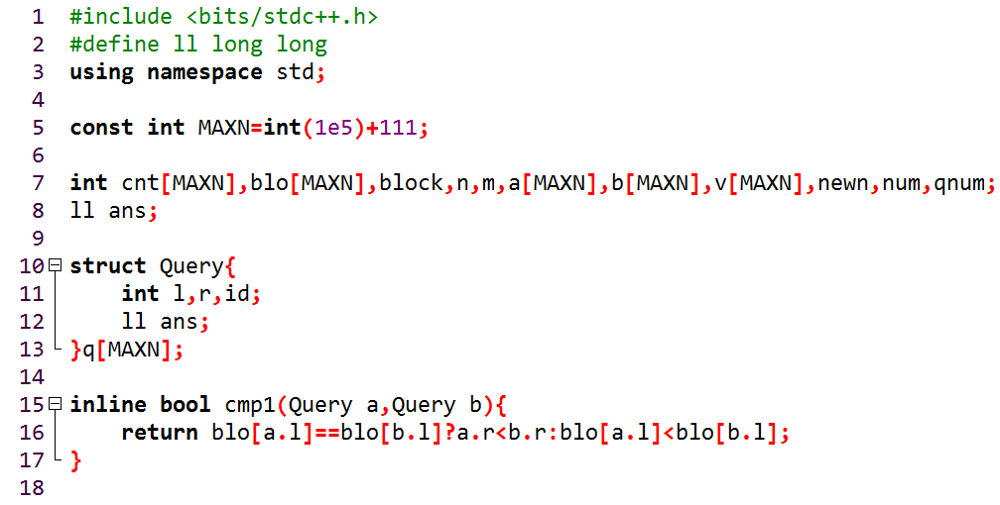 1 #include <bits/stdc++.h>
2 #define ll long long
3 using namespace std;
4
5 const int MAXN=int(1e5)+111;
6
7 int cnt[MAXN],blo[MAXN],block,n,m,a[MAXN],b[MAXN],v[MAXN],newn,num,qnum;
8 ll ans;
9
10 struct Query{
11     int l,r,id;
12     ll ans;
13 }q[MAXN];
14
15 inline bool cmp1(Query a,Query b){
16     return blo[a.l]==blo[b.l]?a.r<b.r:blo[a.l]<blo[b.l];
17 }
18